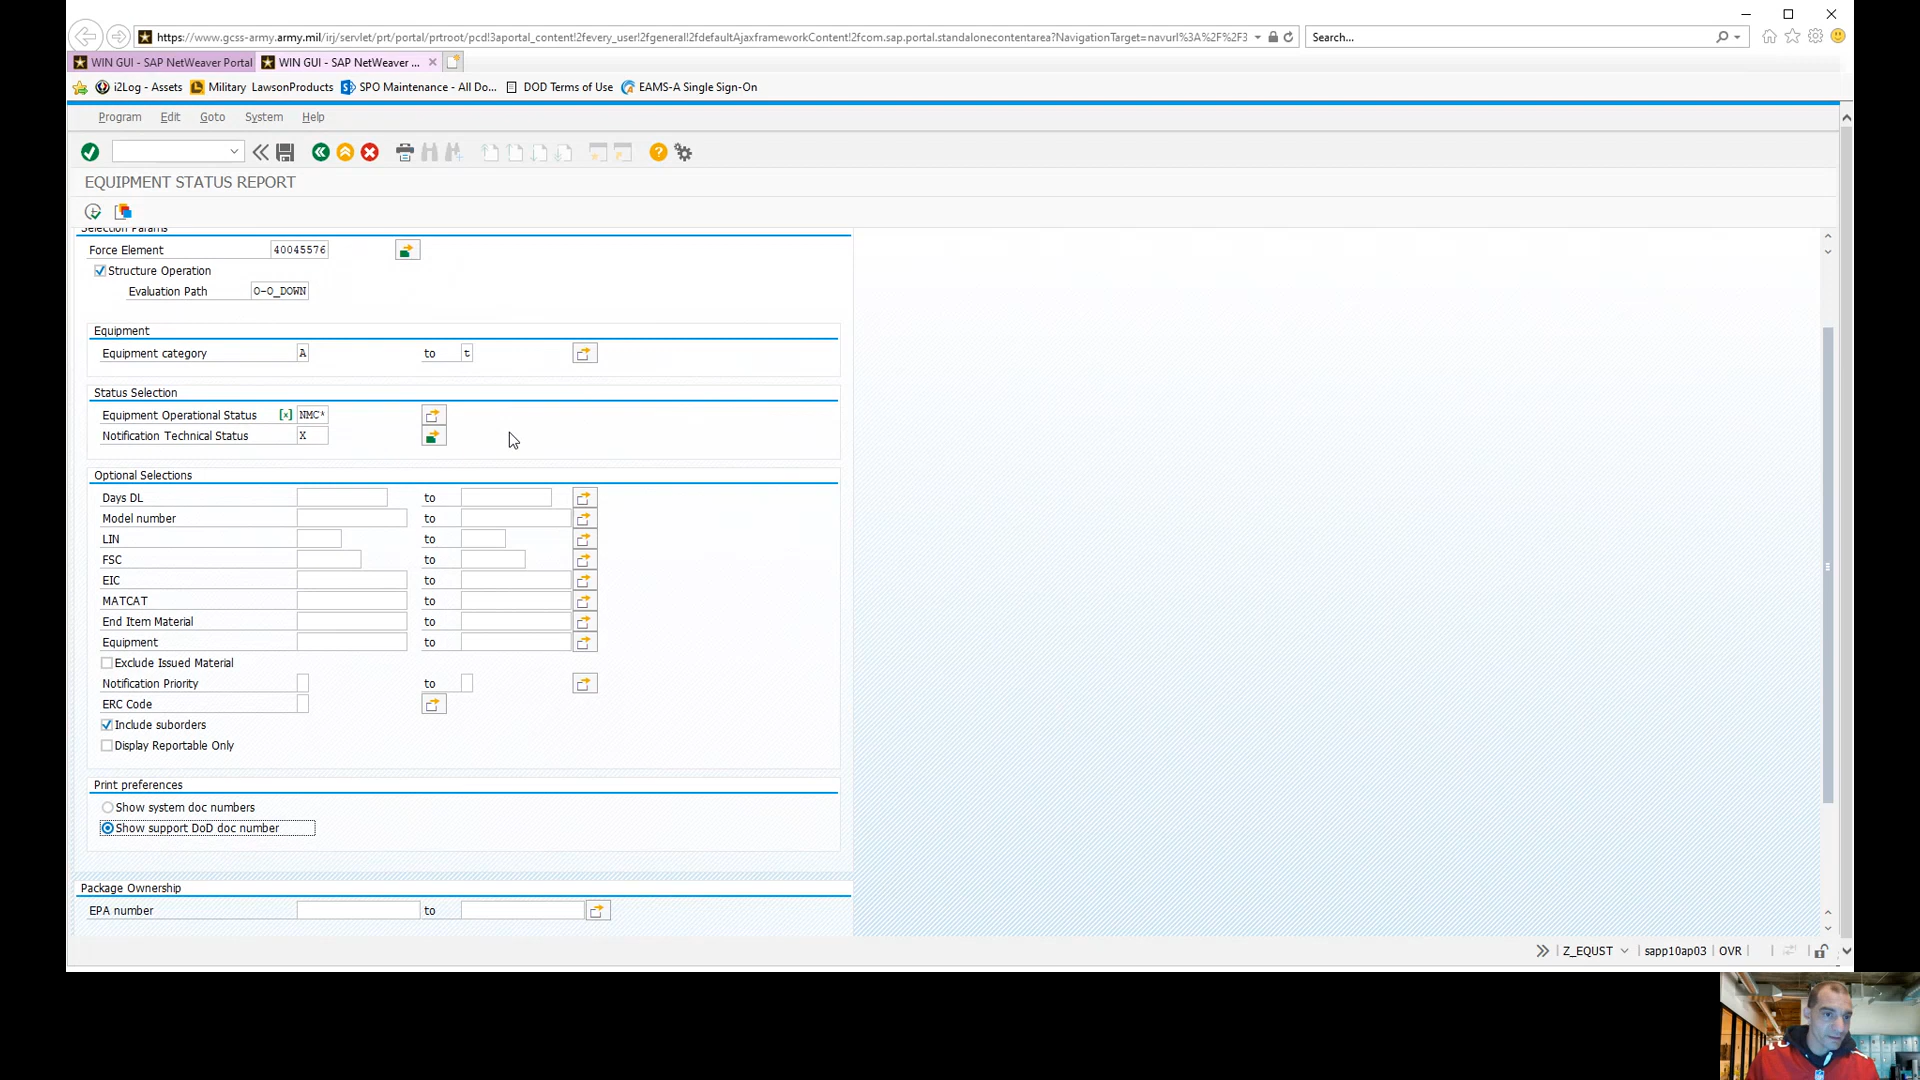 https://www.gcss-army.army.mil/irj/servlet/prt/portal/prtroot/pcd!3aportal_content!2fevery_user!2fgeneral!2fdefaultAjaxframeworkContent!2fcom.sap.portal.standalonecontentarea?NavigationTarget=navurl%3A%2F%2F3 Search...
WIN GUI - SAP NetWeaver Portal WIN GUI - SAP NetWeaver ...
i2Log - Assets Military LawsonProducts SPO Maintenance - All Do... DOD Terms of Use EAMS-A Single Sign-On
Program Edit Goto System Help
EQUIPMENT STATUS REPORT
Selection Params
Force Element 40045576
Structure Operation
Evaluation Path O-O_DOWN
Equipment
Equipment category A to t
Status Selection
Equipment Operational Status [x] NMC*
Notification Technical Status X
Optional Selections
Days DL to
Model number to
LIN to
FSC to
EIC to
MATCAT to
End Item Material to
Equipment to
Exclude Issued Material
Notification Priority to
ERC Code
Include suborders
Display Reportable Only
Print preferences
Show system doc numbers
Show support DoD doc number
Package Ownership
EPA number to
Z_EQUST sapp10ap03 OVR